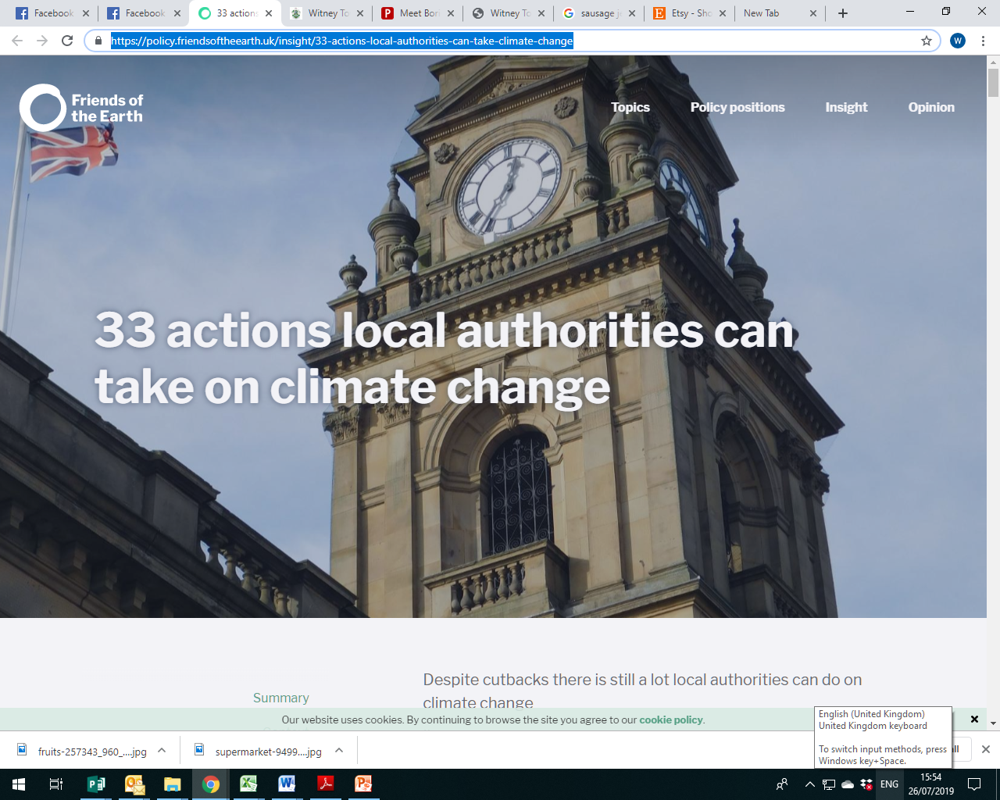 Facebook
Facebook
33 actions
Witney To
Meet Bor
Witney To
sausage j
Etsy - Sho
New Tab
https://policy.friendsoftheearth.uk/insight/33-actions-local-authorities-can-take-climate-change
W
Friends of
the Earth
Topics
Policy positions
Insight
Opinion
33 actions local authorities can
take on climate change
Despite cutbacks there is still a lot local authorities can do on
climate change
Summary
Our website uses cookies. By continuing to browse the site you agree to our cookie policy.
English (United Kingdom)
United Kingdom keyboard
To switch input methods, press
Windows key+Space.
fruits-257343_960_....jpg
supermarket-9499....jpg
ENG
15:54
26/07/2019